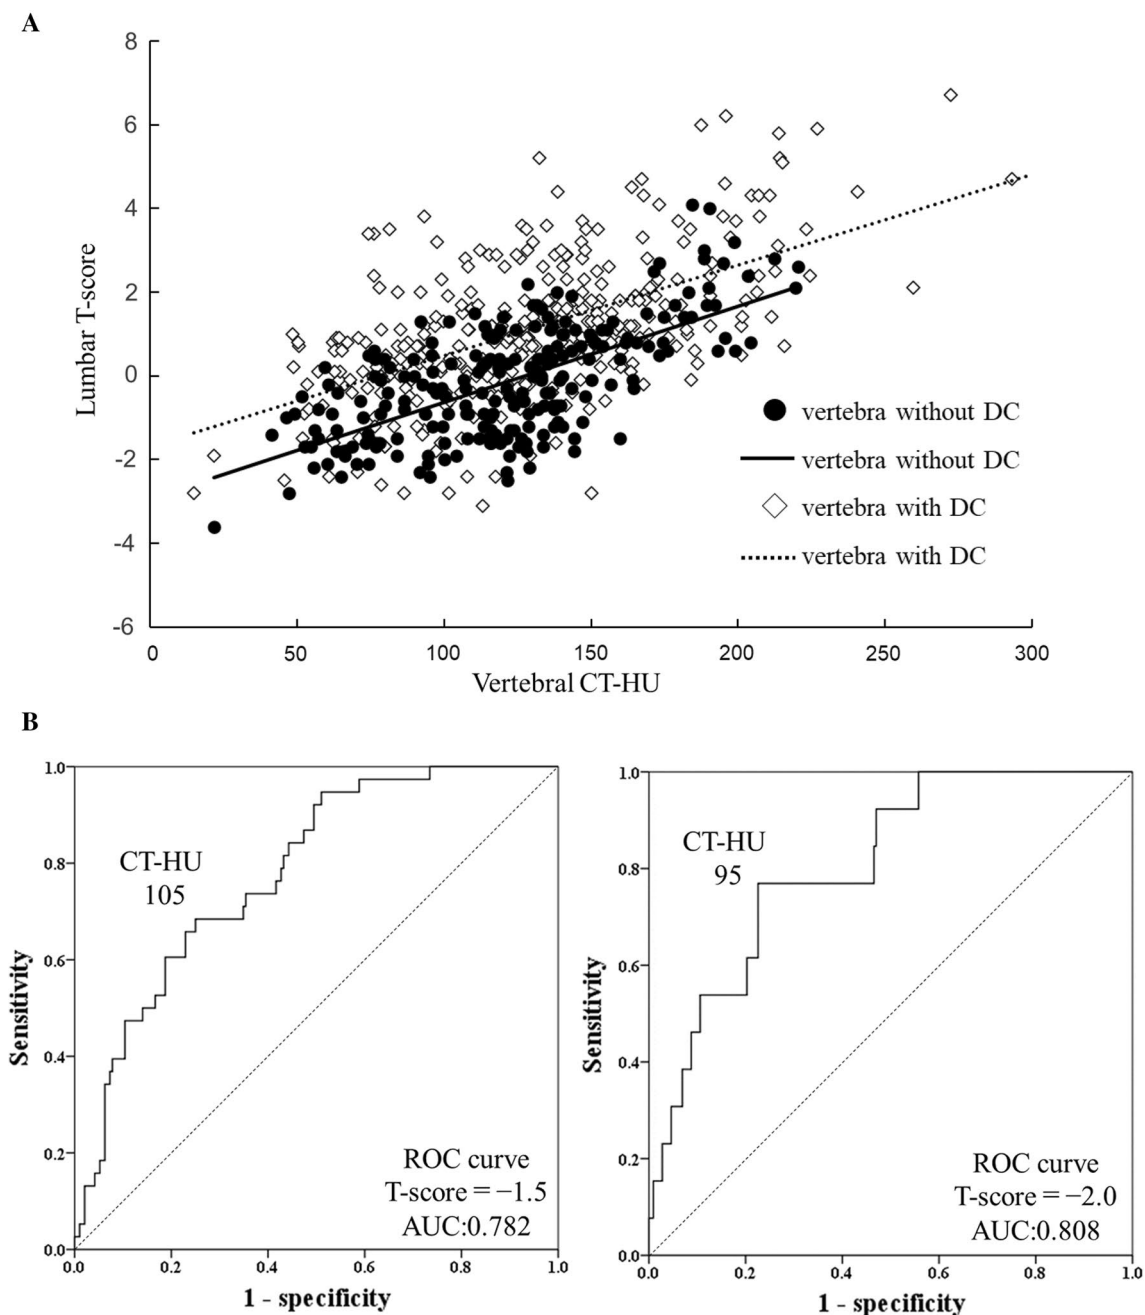 A
8
6
4
2
0
-2
-4
-6
Lumbar T-score
vertebra without DC
vertebra without DC
vertebra with DC
vertebra with DC
0 50 100 150 200 250 300
Vertebral CT-HU
B
1.0
0.8
0.6
0.4
0.2
0.0
Sensitivity
CT-HU
105
ROC curve
T-score = −1.5
AUC:0.782
0.0 0.2 0.4 0.6 0.8 1.0
1 - specificity
1.0
0.8
0.6
0.4
0.2
0.0
Sensitivity
CT-HU
95
ROC curve
T-score = −2.0
AUC:0.808
0.0 0.2 0.4 0.6 0.8 1.0
1 - specificity